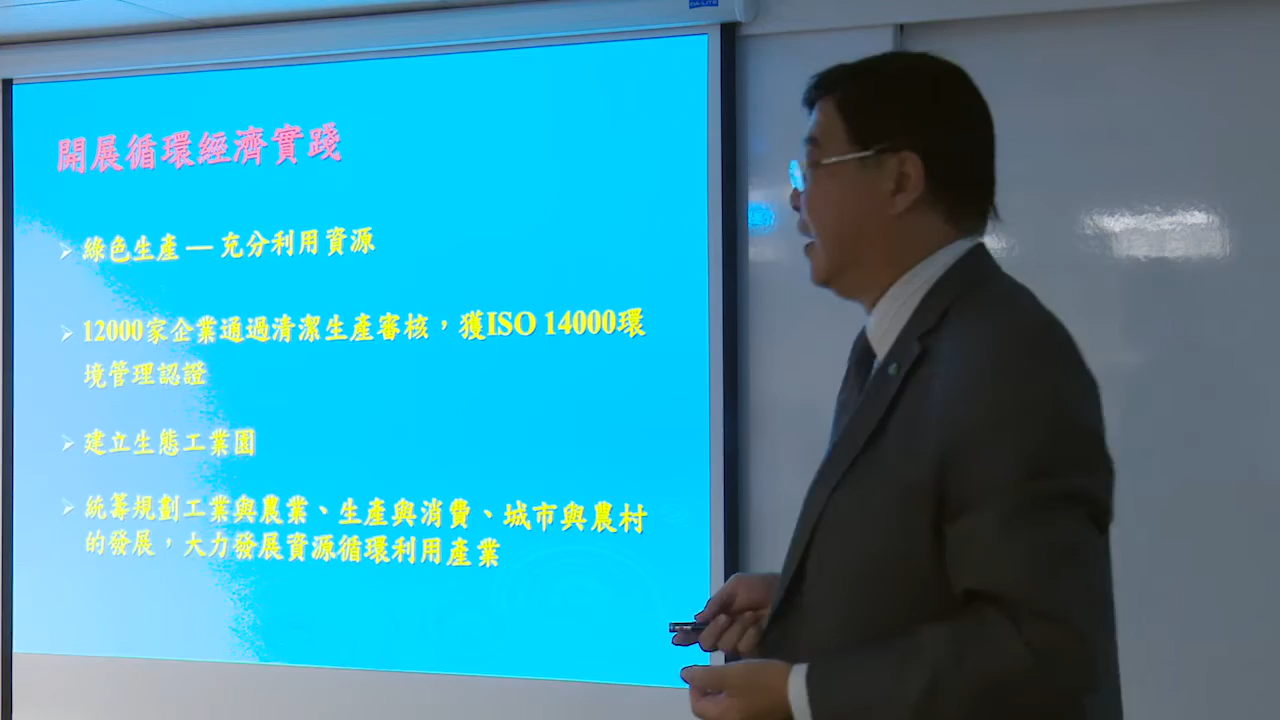 DA-LITE
開展循環經濟實踐
綠色生產 — 充分利用資源
12000家企業通過清潔生產審核，獲ISO 14000環
境管理認證
建立生態工業園
統籌規劃工業與農業、生產與消費、城市與農村
的發展，大力發展資源循環利用產業